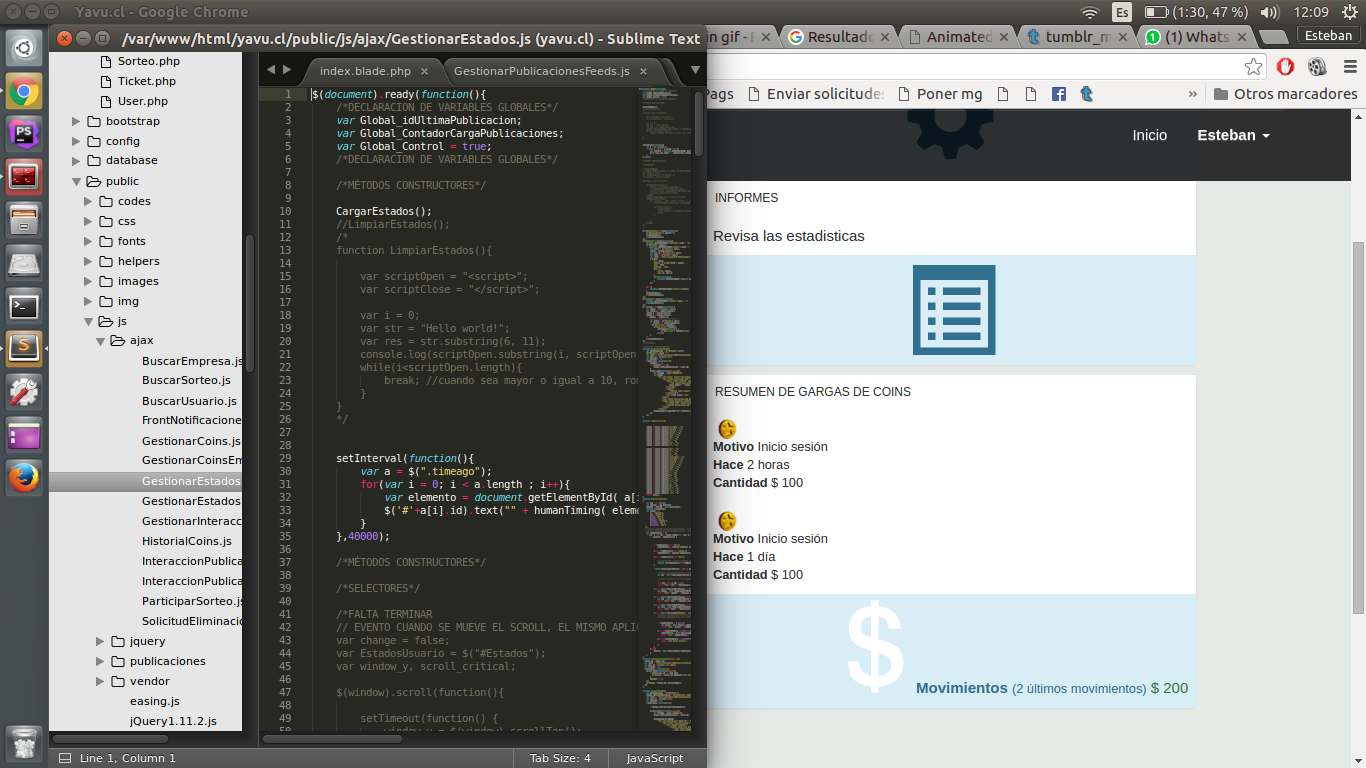 Yavu.cl - Google Chrome
Es
(1:30, 47 %)
12:09
/var/www/html/yavu.cl/public/js/ajax/GestionarEstados.js (yavu.cl) - Sublime Text
in gif -
Resultado
Animated
tumblr_m
(1) Whats
Esteban
Sorteo.php
Ticket.php
User.php
bootstrap
config
database
public
codes
css
fonts
helpers
images
img
js
ajax
BuscarEmpresa.js
BuscarSorteo.js
BuscarUsuario.js
FrontNotificacione
GestionarCoins.js
GestionarCoinsEm
GestionarEstados
GestionarEstados
GestionarInteracc
HistorialCoins.js
InteraccionPublica
InteraccionPublica
ParticiparSorteo.js
SolicitudEliminacio
jquery
publicaciones
vendor
easing.js
jQuery1.11.2.js
index.blade.php ×
GestionarPublicacionesFeeds.js ×
1 $(document).ready(function(){
2 /*DECLARACION DE VARIABLES GLOBALES*/
3 var Global_idUltimaPublicacion;
4 var Global_ContadorCargaPublicaciones;
5 var Global_Control = true;
6 /*DECLARACION DE VARIABLES GLOBALES*/
7
8 /*MÉTODOS CONSTRUCTORES*/
9
10 CargarEstados();
11 //LimpiarEstados();
12 /*
13 function LimpiarEstados(){
14
15 var scriptOpen = "<script>";
16 var scriptClose = "</script>";
17
18 var i = 0;
19 var str = "Hello world!";
20 var res = str.substring(6, 11);
21 console.log(scriptOpen.substring(i, scriptOpen
22 while(i<scriptOpen.length){
23 break; //cuando sea mayor o igual a 10, ro
24 }
25 }
26 */
27
28
29 setInterval(function(){
30 var a = $(".timeago");
31 for(var i = 0; i < a.length ; i++){
32 var elemento = document.getElementById( a[i
33 $('#'+a[i].id).text("" + humanTiming( eleme
34 }
35 },40000);
36
37 /*MÉTODOS CONSTRUCTORES*/
38
39 /*SELECTORES*/
40
41 /*FALTA TERMINAR
42 // EVENTO CUANDO SE MUEVE EL SCROLL, EL MISMO APLI
43 var change = false;
44 var EstadosUsuario = $("#Estados");
45 var window_y, scroll_critical;
46
47 $(window).scroll(function(){
48
49 setTimeout(function() {
Line 1, Column 1
Tab Size: 4
JavaScript
Pags
Enviar solicitudes
Poner mg
»
Otros marcadores
Inicio
Esteban
INFORMES
Revisa las estadisticas
RESUMEN DE GARGAS DE COINS
Motivo Inicio sesión
Hace 2 horas
Cantidad $ 100
Motivo Inicio sesión
Hace 1 día
Cantidad $ 100
$
Movimientos (2 últimos movimientos) $ 200